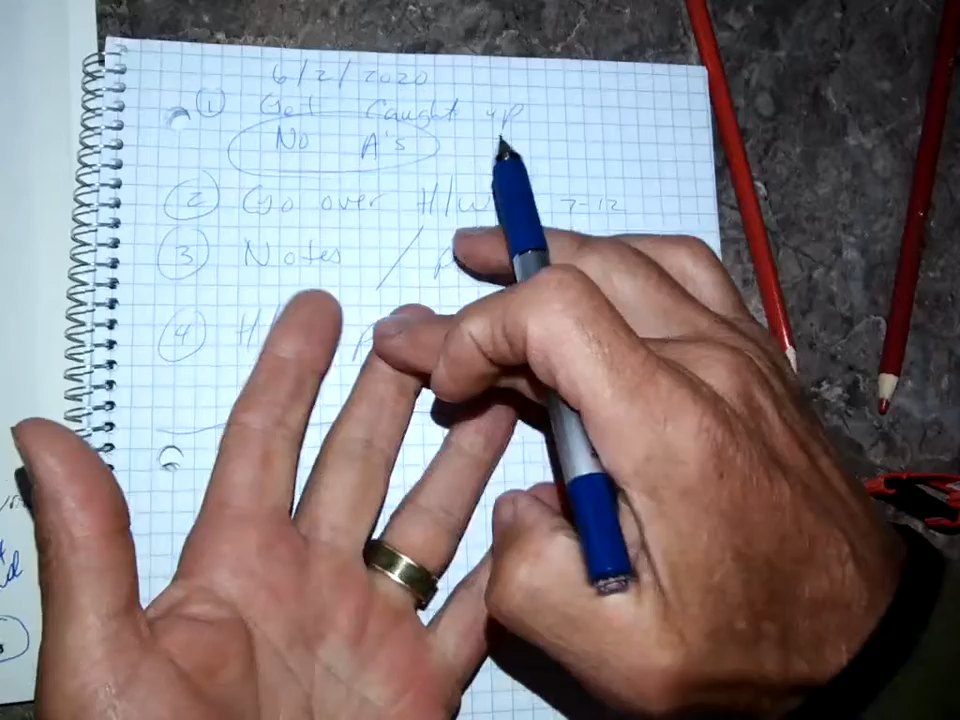 6/2/2020
① Get Caught up
No A's
② Go over H/W 7-12
③ Notes /
④